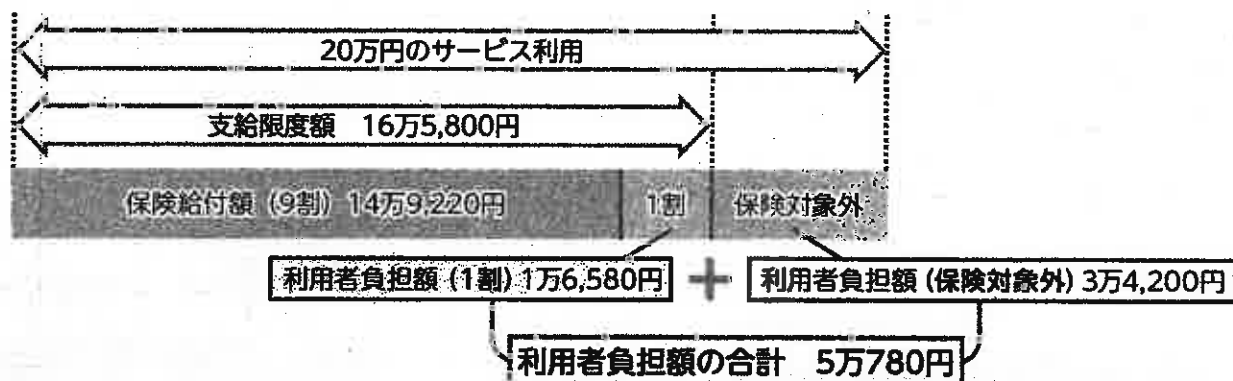 20万円のサービス利用
支給限度額 16万5,800円
保険給付額（9割）14万9,220円 1割 保険対象外
利用者負担額（1割）1万6,580円 + 利用者負担額（保険対象外）3万4,200円
利用者負担額の合計 5万780円